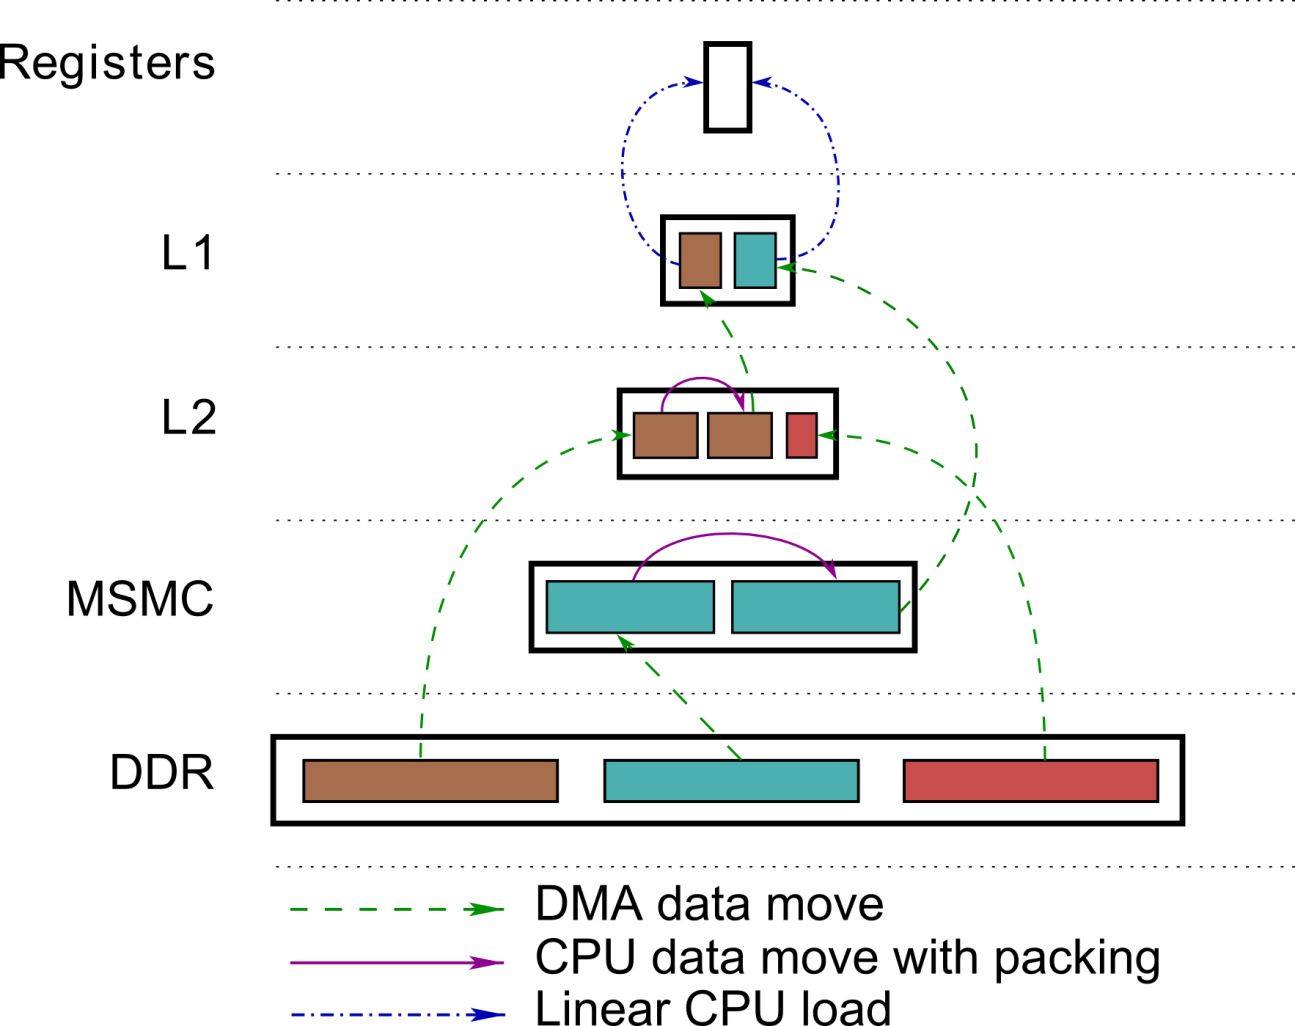 Registers
L1
L2
MSMC
DDR
DMA data move
CPU data move with packing
Linear CPU load